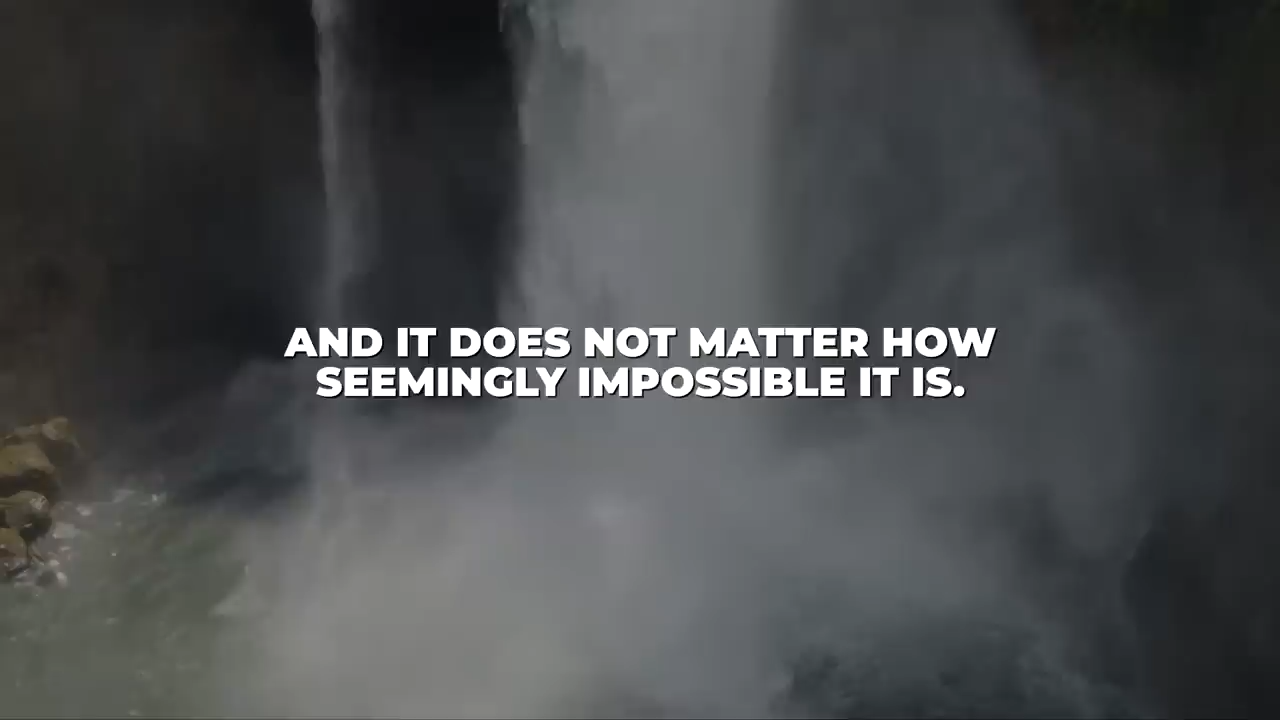 AND IT DOES NOT MATTER HOW
SEEMINGLY IMPOSSIBLE IT IS.